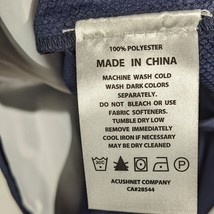 100% POLYESTER
MADE IN CHINA
MACHINE WASH COLD
WASH DARK COLORS
SEPARATELY.
DO NOT BLEACH OR USE
FABRIC SOFTENERS.
TUMBLE DRY LOW
REMOVE IMMEDIATELY
COOL IRON IF NECESSARY
MAY BE DRY CLEANED
ACUSHNET COMPANY
CA#28544